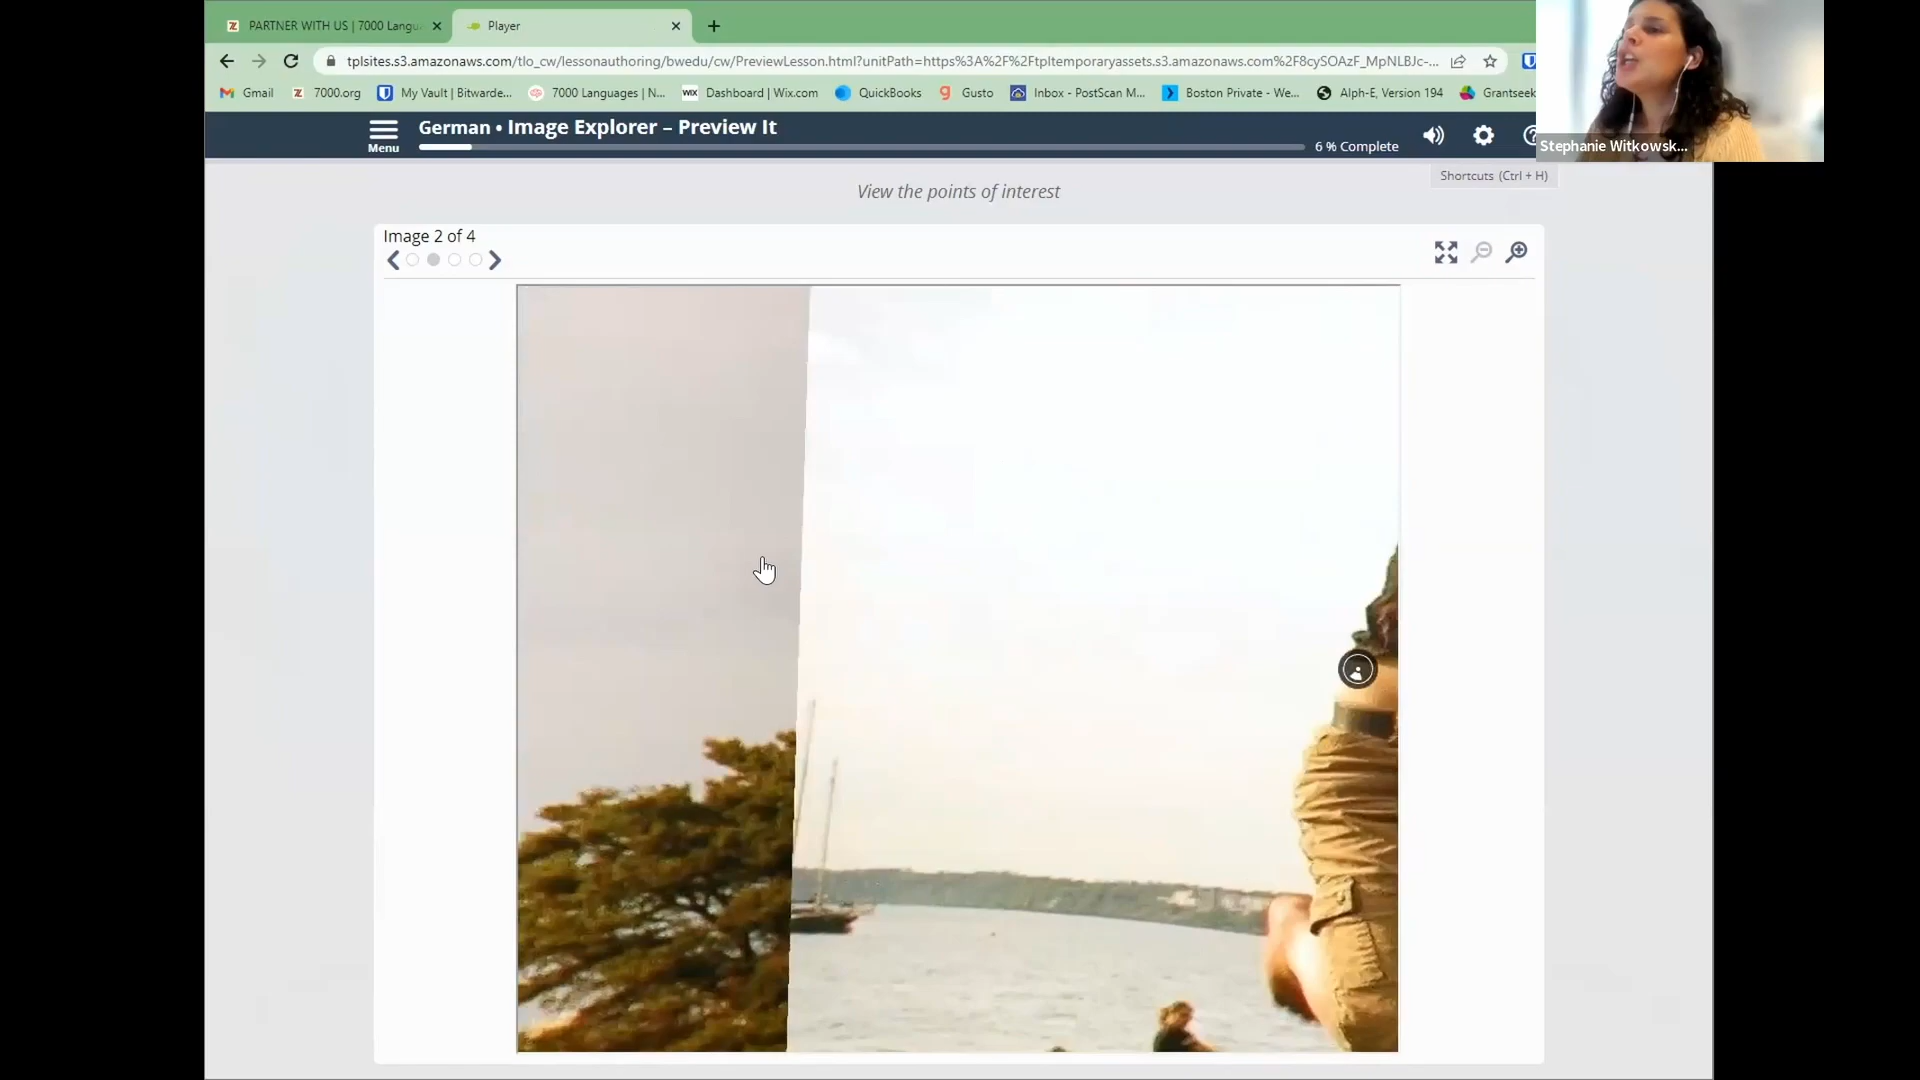 PARTNER WITH US | 7000 Langu
Player
tplsites.s3.amazonaws.com/tlo_cw/lessonauthoring/bwedu/cw/PreviewLesson.html?unitPath=https%3A%2F%2Ftpltemporaryassets.s3.amazonaws.com%2F8cySOAzF_MpNLBJc-...
Gmail 7000.org My Vault | Bitwarde... 7000 Languages | N... WIX Dashboard | Wix.com QuickBooks Gusto Inbox - PostScan M... Boston Private - We... Alph-E, Version 194 Grantseek
German • Image Explorer – Preview It
Menu
6 % Complete
Stephanie Witkowsk...
Shortcuts (Ctrl + H)
View the points of interest
Image 2 of 4